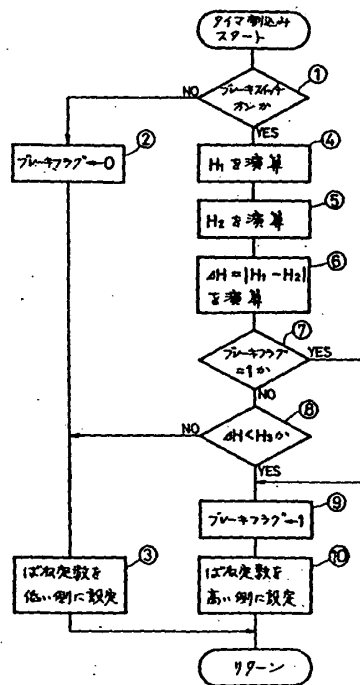 タイマ割込み
スタート
①
ブレーキスイッチ
オンか
NO
YES
②
ブレーキフラグ←0
④
H₁を演算
⑤
H₂を演算
⑥
ΔH=|H₁-H₂|
を演算
⑦
ブレーキフラグ
=1か
YES
NO
⑧
ΔH<H₃か
NO
YES
⑨
ブレーキフラグ←1
③
ばね定数を
低い側に設定
⑩
ばね定数を
高い側に設定
リターン